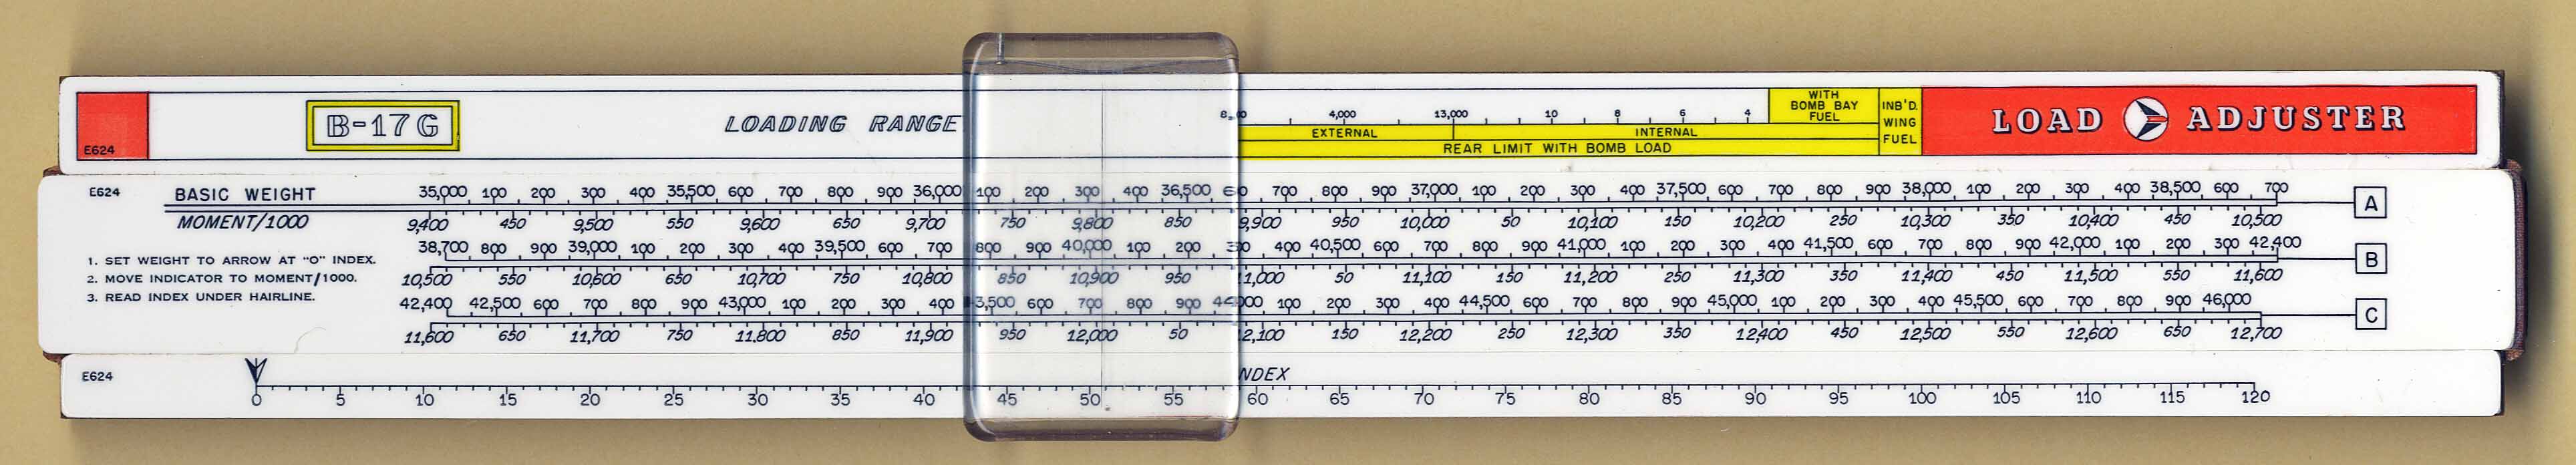 B-17G
LOADING RANGE
4,000 13,000 10 8 6 4
WITH
BOMB BAY
FUEL
INB'D.
WING
FUEL
EXTERNAL INTERNAL
REAR LIMIT WITH BOMB LOAD
LOAD ADJUSTER
E624
E624 BASIC WEIGHT 35,000 100 200 300 400 35,500 600 700 800 900 36,000 100 200 300 400 36,500 700 800 900 37,000 100 200 300 400 37,500 600 700 800 900 38,000 100 200 300 400 38,500 600 700 A
MOMENT/1000 9,400 450 9,500 550 9,600 650 9,700 750 9,800 850 9,900 950 10,000 50 10,100 150 10,200 250 10,300 350 10,400 450 10,500
38,700 800 900 39,000 100 200 300 400 39,500 600 700 800 900 40,000 100 200 300 400 40,500 600 700 800 900 41,000 100 200 300 400 41,500 600 700 800 900 42,000 100 200 300 42,400 B
10,500 550 10,600 650 10,700 750 10,800 850 10,900 950 11,000 50 11,100 150 11,200 250 11,300 350 11,400 450 11,500 550 11,600
1. SET WEIGHT TO ARROW AT "O" INDEX.
2. MOVE INDICATOR TO MOMENT/1000.
3. READ INDEX UNDER HAIRLINE.
42,400 42,500 600 700 800 900 43,000 100 200 300 400 43,500 600 700 800 900 44,000 100 200 300 400 44,500 600 700 800 900 45,000 100 200 300 400 45,500 600 700 800 900 46,000 C
11,600 650 11,700 750 11,800 850 11,900 950 12,000 50 12,100 150 12,200 250 12,300 350 12,400 450 12,500 550 12,600 650 12,700
E624
NDEX
0 5 10 15 20 25 30 35 40 45 50 55 60 65 70 75 80 85 90 95 100 105 110 115 120